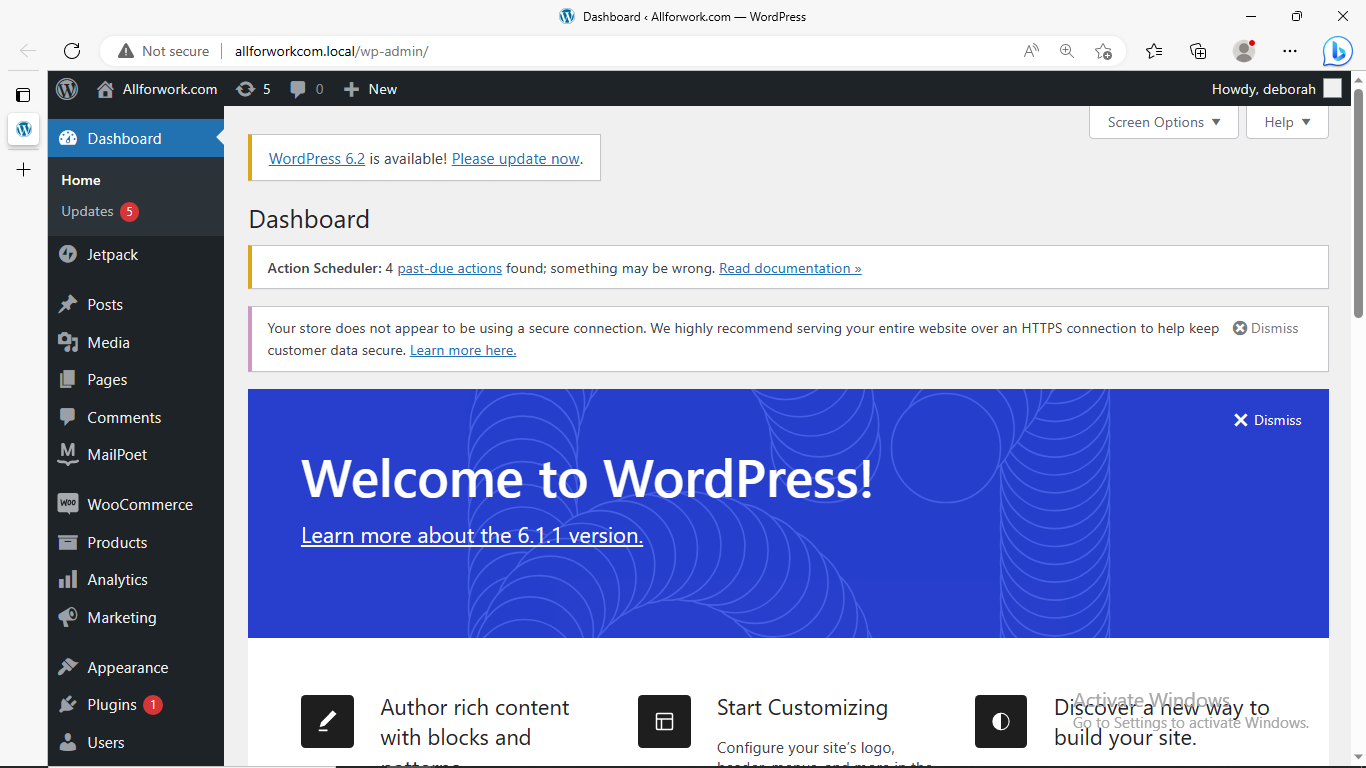 Dashboard ‹ Allforwork.com — WordPress
Not secure
allforworkcom.local/wp-admin/
Allforwork.com
5
0
New
Howdy, deborah
Dashboard
Home
Updates 5
Jetpack
Posts
Media
Pages
Comments
MailPoet
WooCommerce
Products
Analytics
Marketing
Appearance
Plugins 1
Users
Screen Options
Help
WordPress 6.2 is available! Please update now.
Dashboard
Action Scheduler: 4 past-due actions found; something may be wrong. Read documentation »
Your store does not appear to be using a secure connection. We highly recommend serving your entire website over an HTTPS connection to help keep
customer data secure. Learn more here.
Dismiss
Dismiss
Welcome to WordPress!
Learn more about the 6.1.1 version.
Author rich content
with blocks and
Start Customizing
Configure your site's logo,
Discover a new way to
build your site.
Activate Windows
Go to Settings to activate Windows.